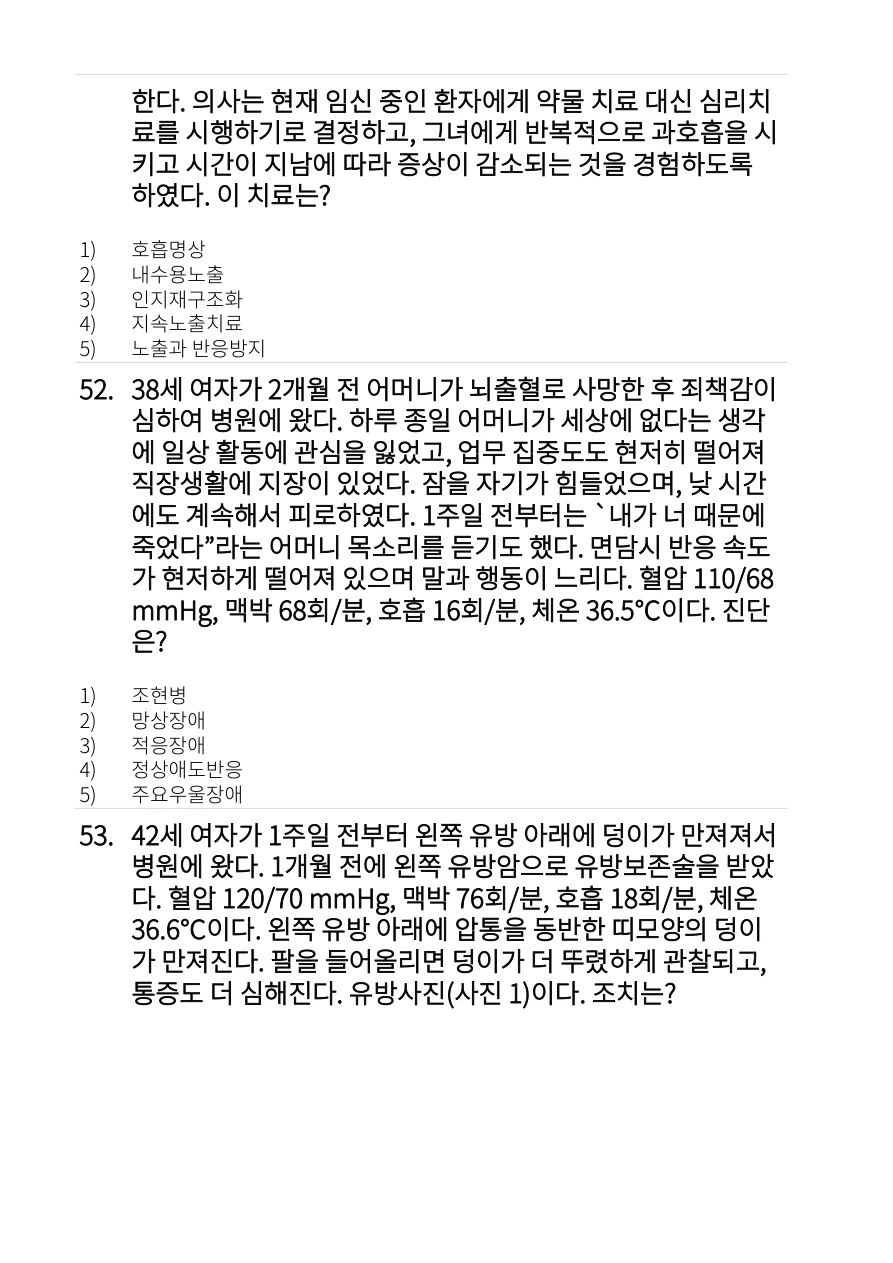 한다. 의사는 현재 임신 중인 환자에게 약물 치료 대신 심리치
료를 시행하기로 결정하고, 그녀에게 반복적으로 과호흡을 시
키고 시간이 지남에 따라 증상이 감소되는 것을 경험하도록
하였다. 이 치료는?
1) 호흡명상
2) 내수용노출
3) 인지재구조화
4) 지속노출치료
5) 노출과 반응방지
52. 38세 여자가 2개월 전 어머니가 뇌출혈로 사망한 후 죄책감이
심하여 병원에 왔다. 하루 종일 어머니가 세상에 없다는 생각
에 일상 활동에 관심을 잃었고, 업무 집중도도 현저히 떨어져
직장생활에 지장이 있었다. 잠을 자기가 힘들었으며, 낮 시간
에도 계속해서 피로하였다. 1주일 전부터는 `내가 너 때문에
죽었다”라는 어머니 목소리를 듣기도 했다. 면담시 반응 속도
가 현저하게 떨어져 있으며 말과 행동이 느리다. 혈압 110/68
mmHg, 맥박 68회/분, 호흡 16회/분, 체온 36.5℃이다. 진단
은?
1) 조현병
2) 망상장애
3) 적응장애
4) 정상애도반응
5) 주요우울장애
53. 42세 여자가 1주일 전부터 왼쪽 유방 아래에 덩이가 만져져서
병원에 왔다. 1개월 전에 왼쪽 유방암으로 유방보존술을 받았
다. 혈압 120/70 mmHg, 맥박 76회/분, 호흡 18회/분, 체온
36.6℃이다. 왼쪽 유방 아래에 압통을 동반한 띠모양의 덩이
가 만져진다. 팔을 들어올리면 덩이가 더 뚜렸하게 관찰되고,
통증도 더 심해진다. 유방사진(사진 1)이다. 조치는?